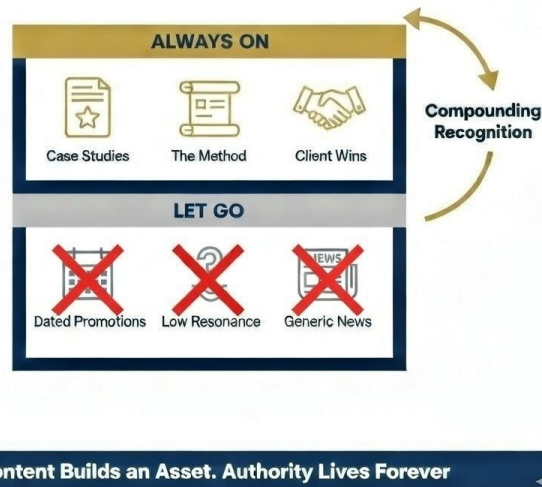 ALWAYS ON
Case Studies
The Method
Client Wins
Compounding
Recognition
LET GO
NEWS
Dated Promotions
Low Resonance
Generic News
Content Builds an Asset. Authority Lives Forever